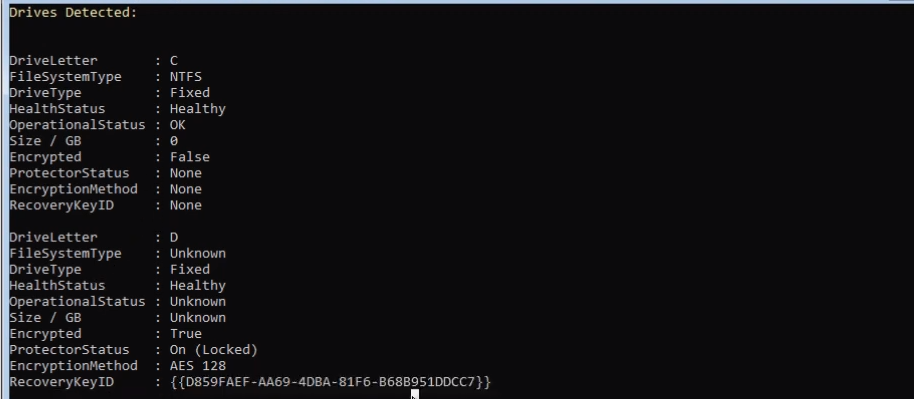 Drives Detected:
DriveLetter : C
FileSystemType : NTFS
DriveType : Fixed
HealthStatus : Healthy
OperationalStatus : OK
Size / GB : 0
Encrypted : False
ProtectorStatus : None
EncryptionMethod : None
RecoveryKeyID : None
DriveLetter : D
FileSystemType : Unknown
DriveType : Fixed
HealthStatus : Healthy
OperationalStatus : Unknown
Size / GB : Unknown
Encrypted : True
ProtectorStatus : On (Locked)
EncryptionMethod : AES 128
RecoveryKeyID : {{D859FAEF-AA69-4DBA-81F6-B68B951DDCC7}}